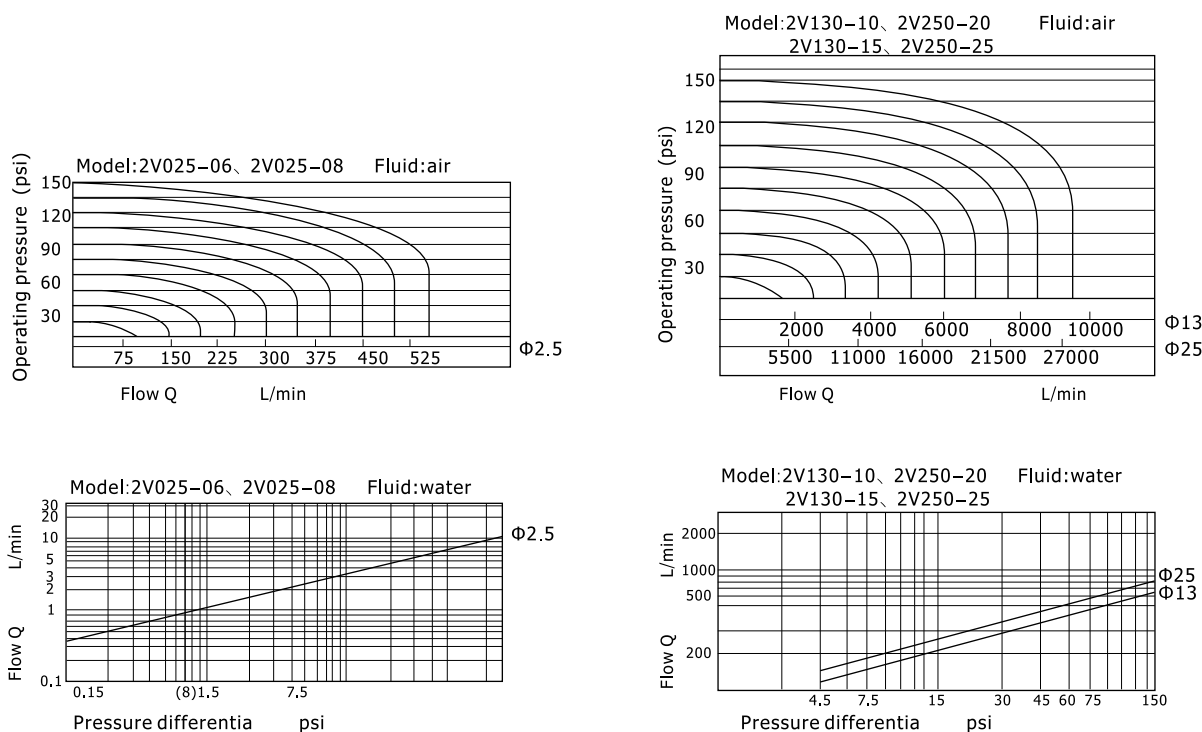 Model:2V025-06、2V025-08 Fluid:air
Operating pressure (psi)
150
120
90
60
30
75 150 225 300 375 450 525
Φ2.5
Flow Q L/min
Model:2V130-10、2V250-20 Fluid:air
2V130-15、2V250-25
Operating pressure (psi)
150
120
90
60
30
2000 4000 6000 8000 10000
Φ13
5500 11000 16000 21500 27000
Φ25
Flow Q L/min
Model:2V025-06、2V025-08 Fluid:water
Flow Q L/min
30
20
10
5
3
2
1
0.1
Φ2.5
0.15 (8)1.5 7.5
Pressure differentia psi
Model:2V130-10、2V250-20 Fluid:water
2V130-15、2V250-25
Flow Q L/min
2000
1000
500
200
Φ25
Φ13
4.5 7.5 15 30 45 60 75 150
Pressure differentia psi